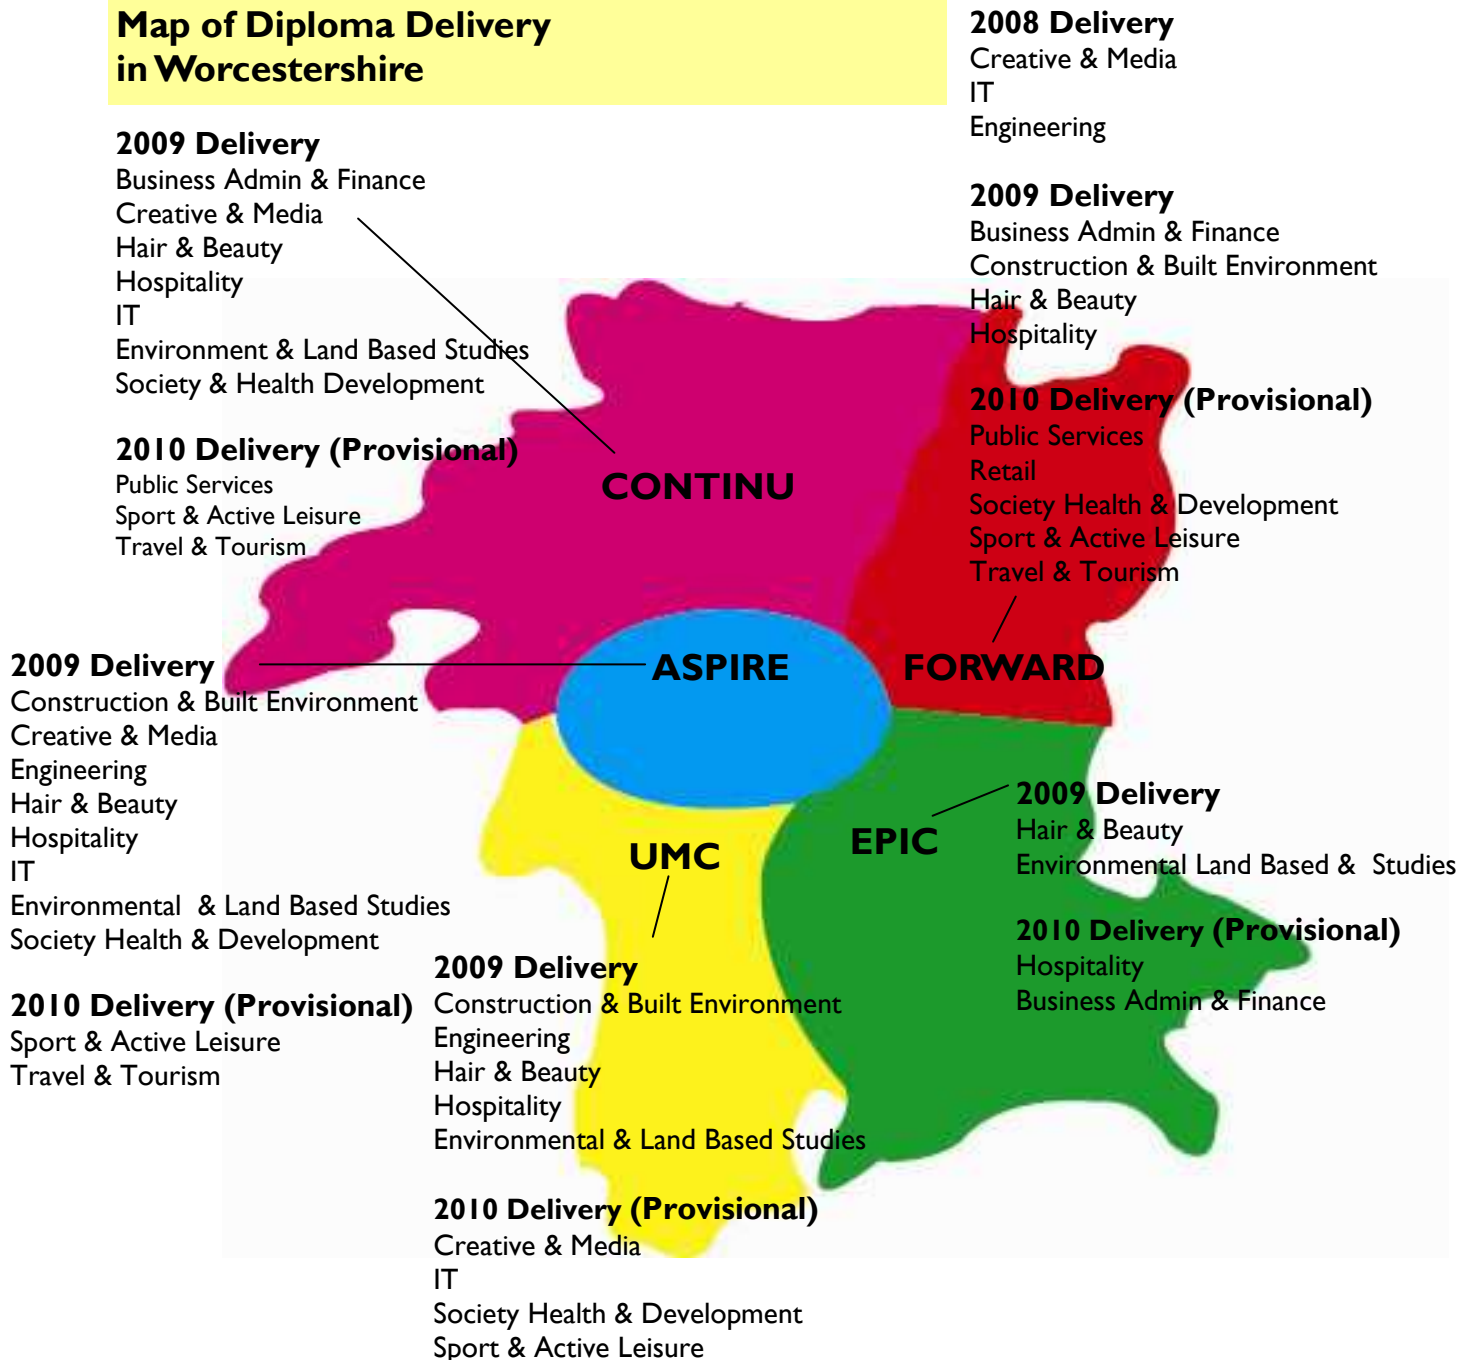 Map of Diploma Delivery
in Worcestershire
2009 Delivery
Business Admin & Finance
Creative & Media
Hair & Beauty
Hospitality
IT
Environment & Land Based Studies
Society & Health Development
2010 Delivery (Provisional)
Public Services
Sport & Active Leisure
Travel & Tourism
2008 Delivery
Creative & Media
IT
Engineering
2009 Delivery
Business Admin & Finance
Construction & Built Environment
Hair & Beauty
Hospitality
2010 Delivery (Provisional)
Public Services
Retail
Society Health & Development
Sport & Active Leisure
Travel & Tourism
CONTINU
ASPIRE
FORWARD
2009 Delivery
Construction & Built Environment
Creative & Media
Engineering
Hair & Beauty
Hospitality
IT
Environmental & Land Based Studies
Society Health & Development
2010 Delivery (Provisional)
Sport & Active Leisure
Travel & Tourism
UMC
EPIC
2009 Delivery
Hair & Beauty
Environmental Land Based & Studies
2010 Delivery (Provisional)
Hospitality
Business Admin & Finance
2009 Delivery
Construction & Built Environment
Engineering
Hair & Beauty
Hospitality
Environmental & Land Based Studies
2010 Delivery (Provisional)
Creative & Media
IT
Society Health & Development
Sport & Active Leisure